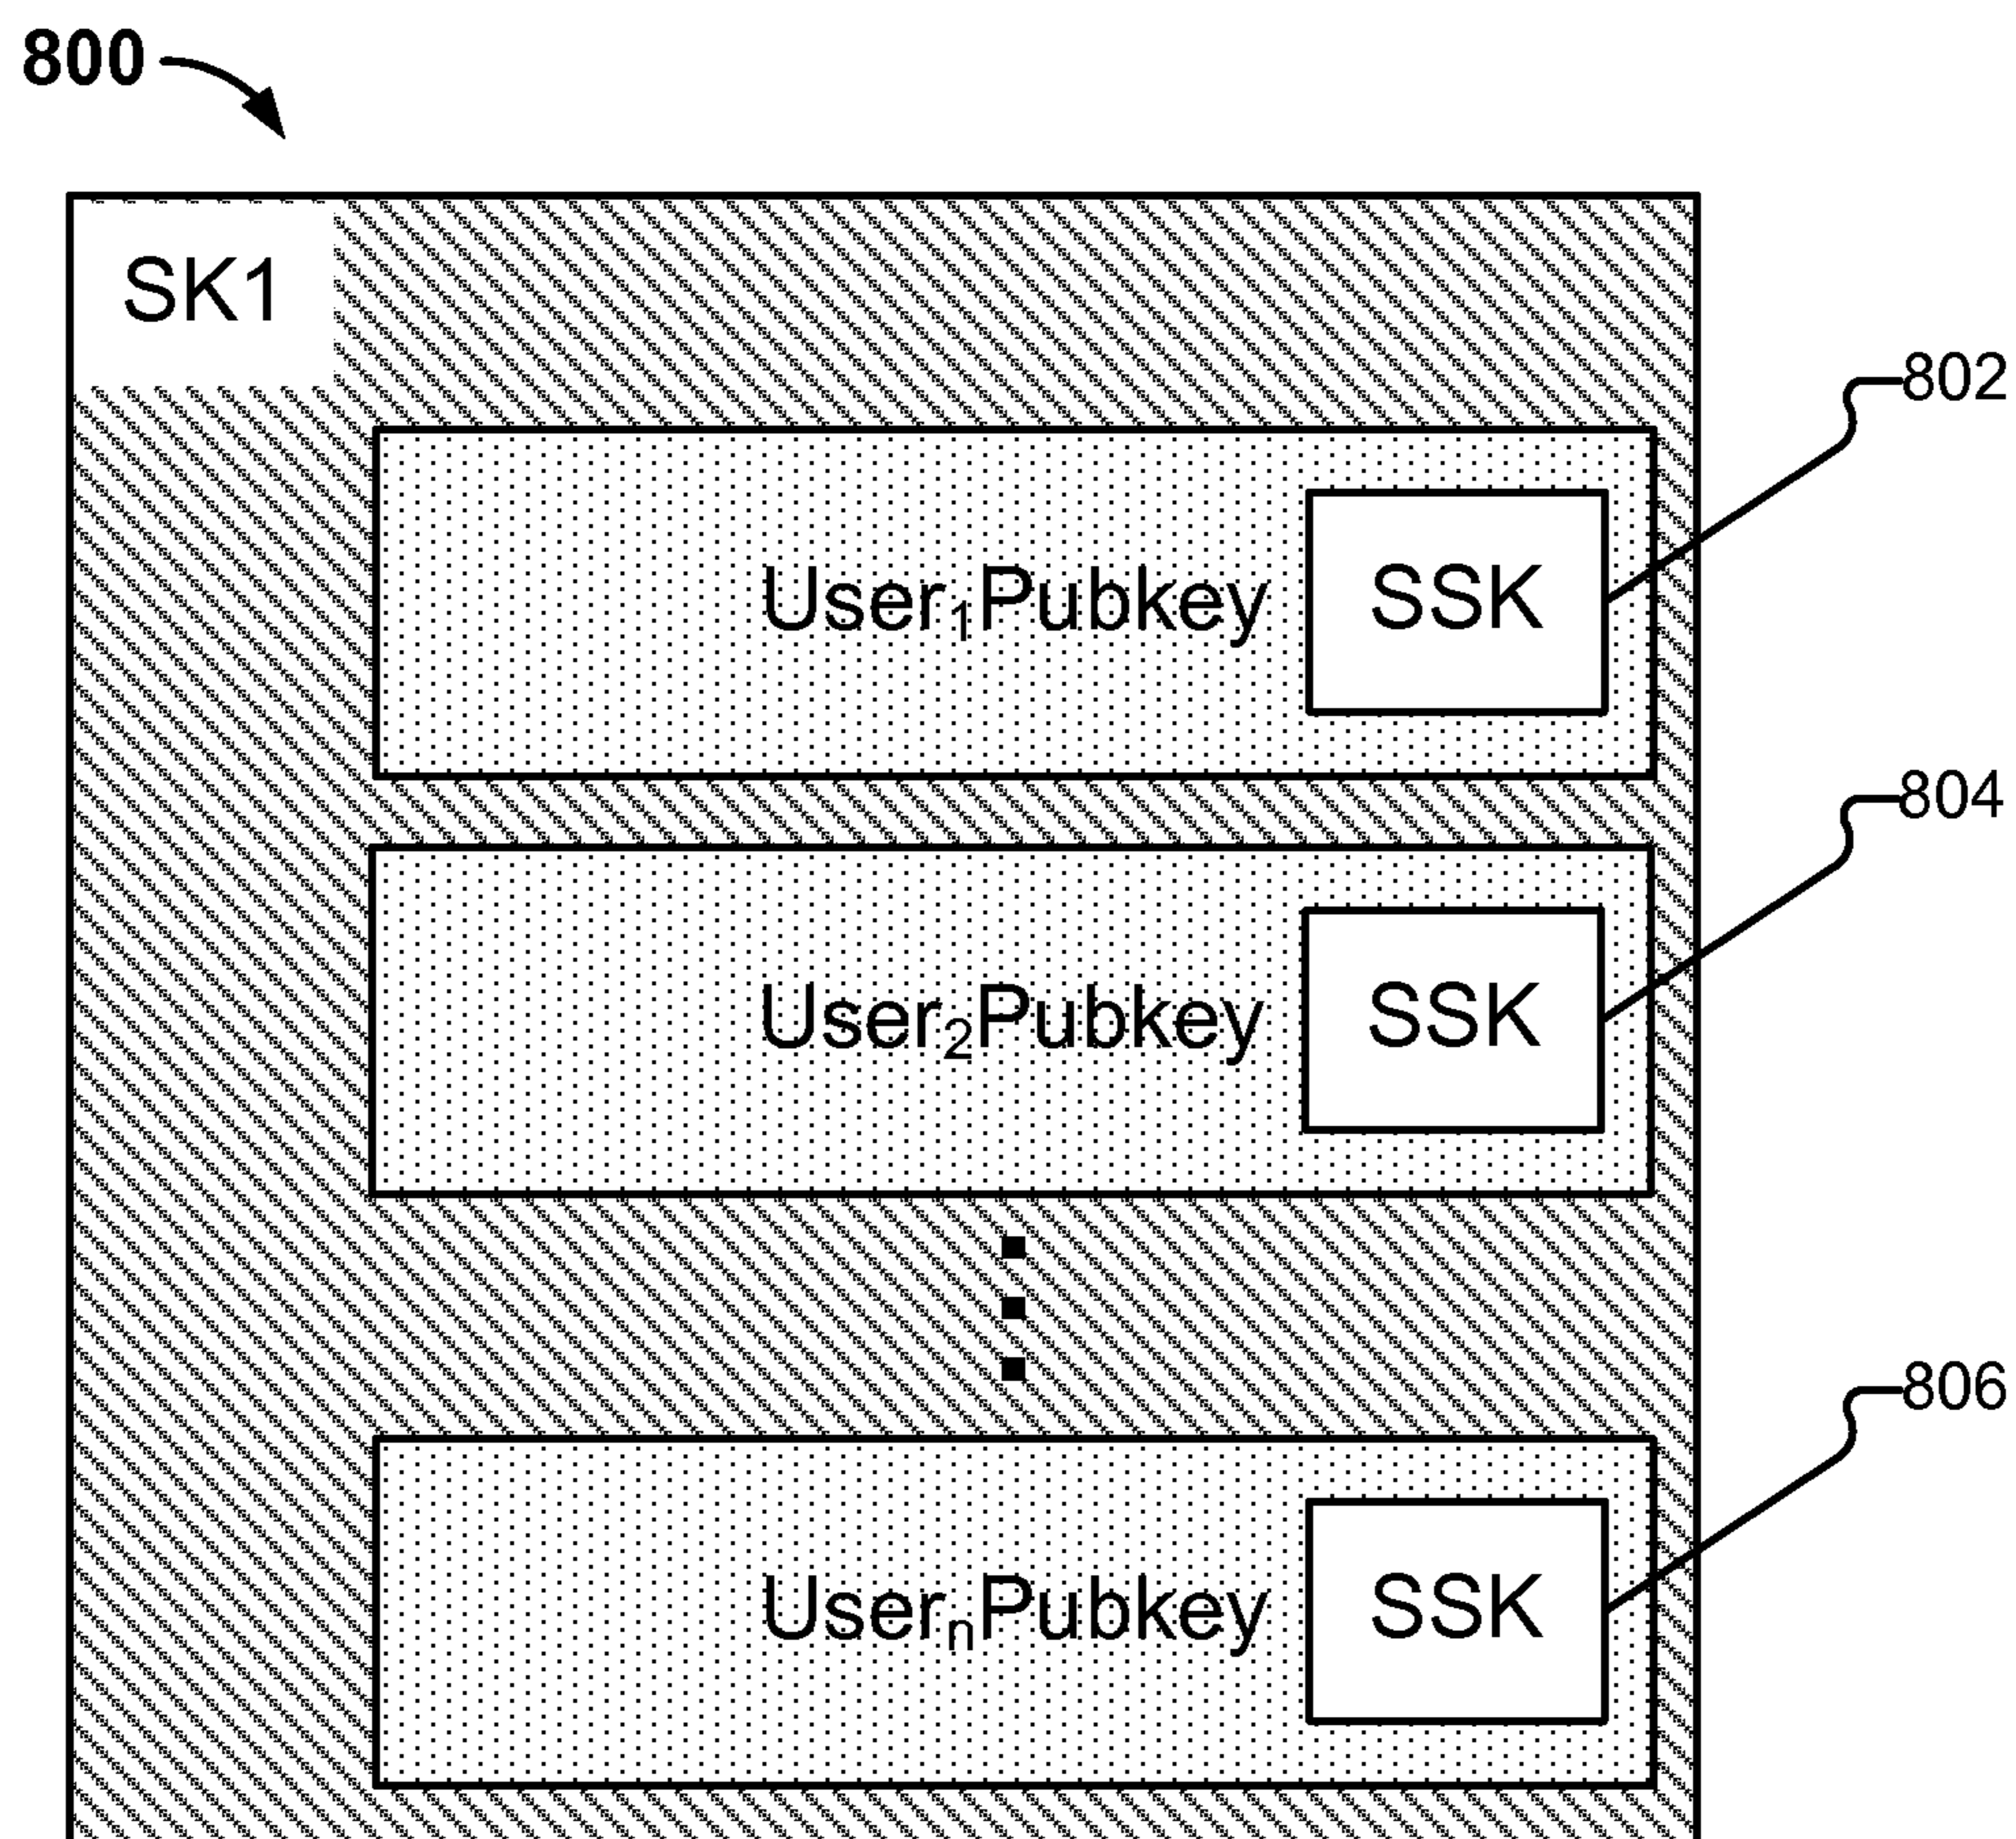 800
SK1
802
User₁Pubkey SSK
804
User₂Pubkey SSK
806
UserₙPubkey SSK